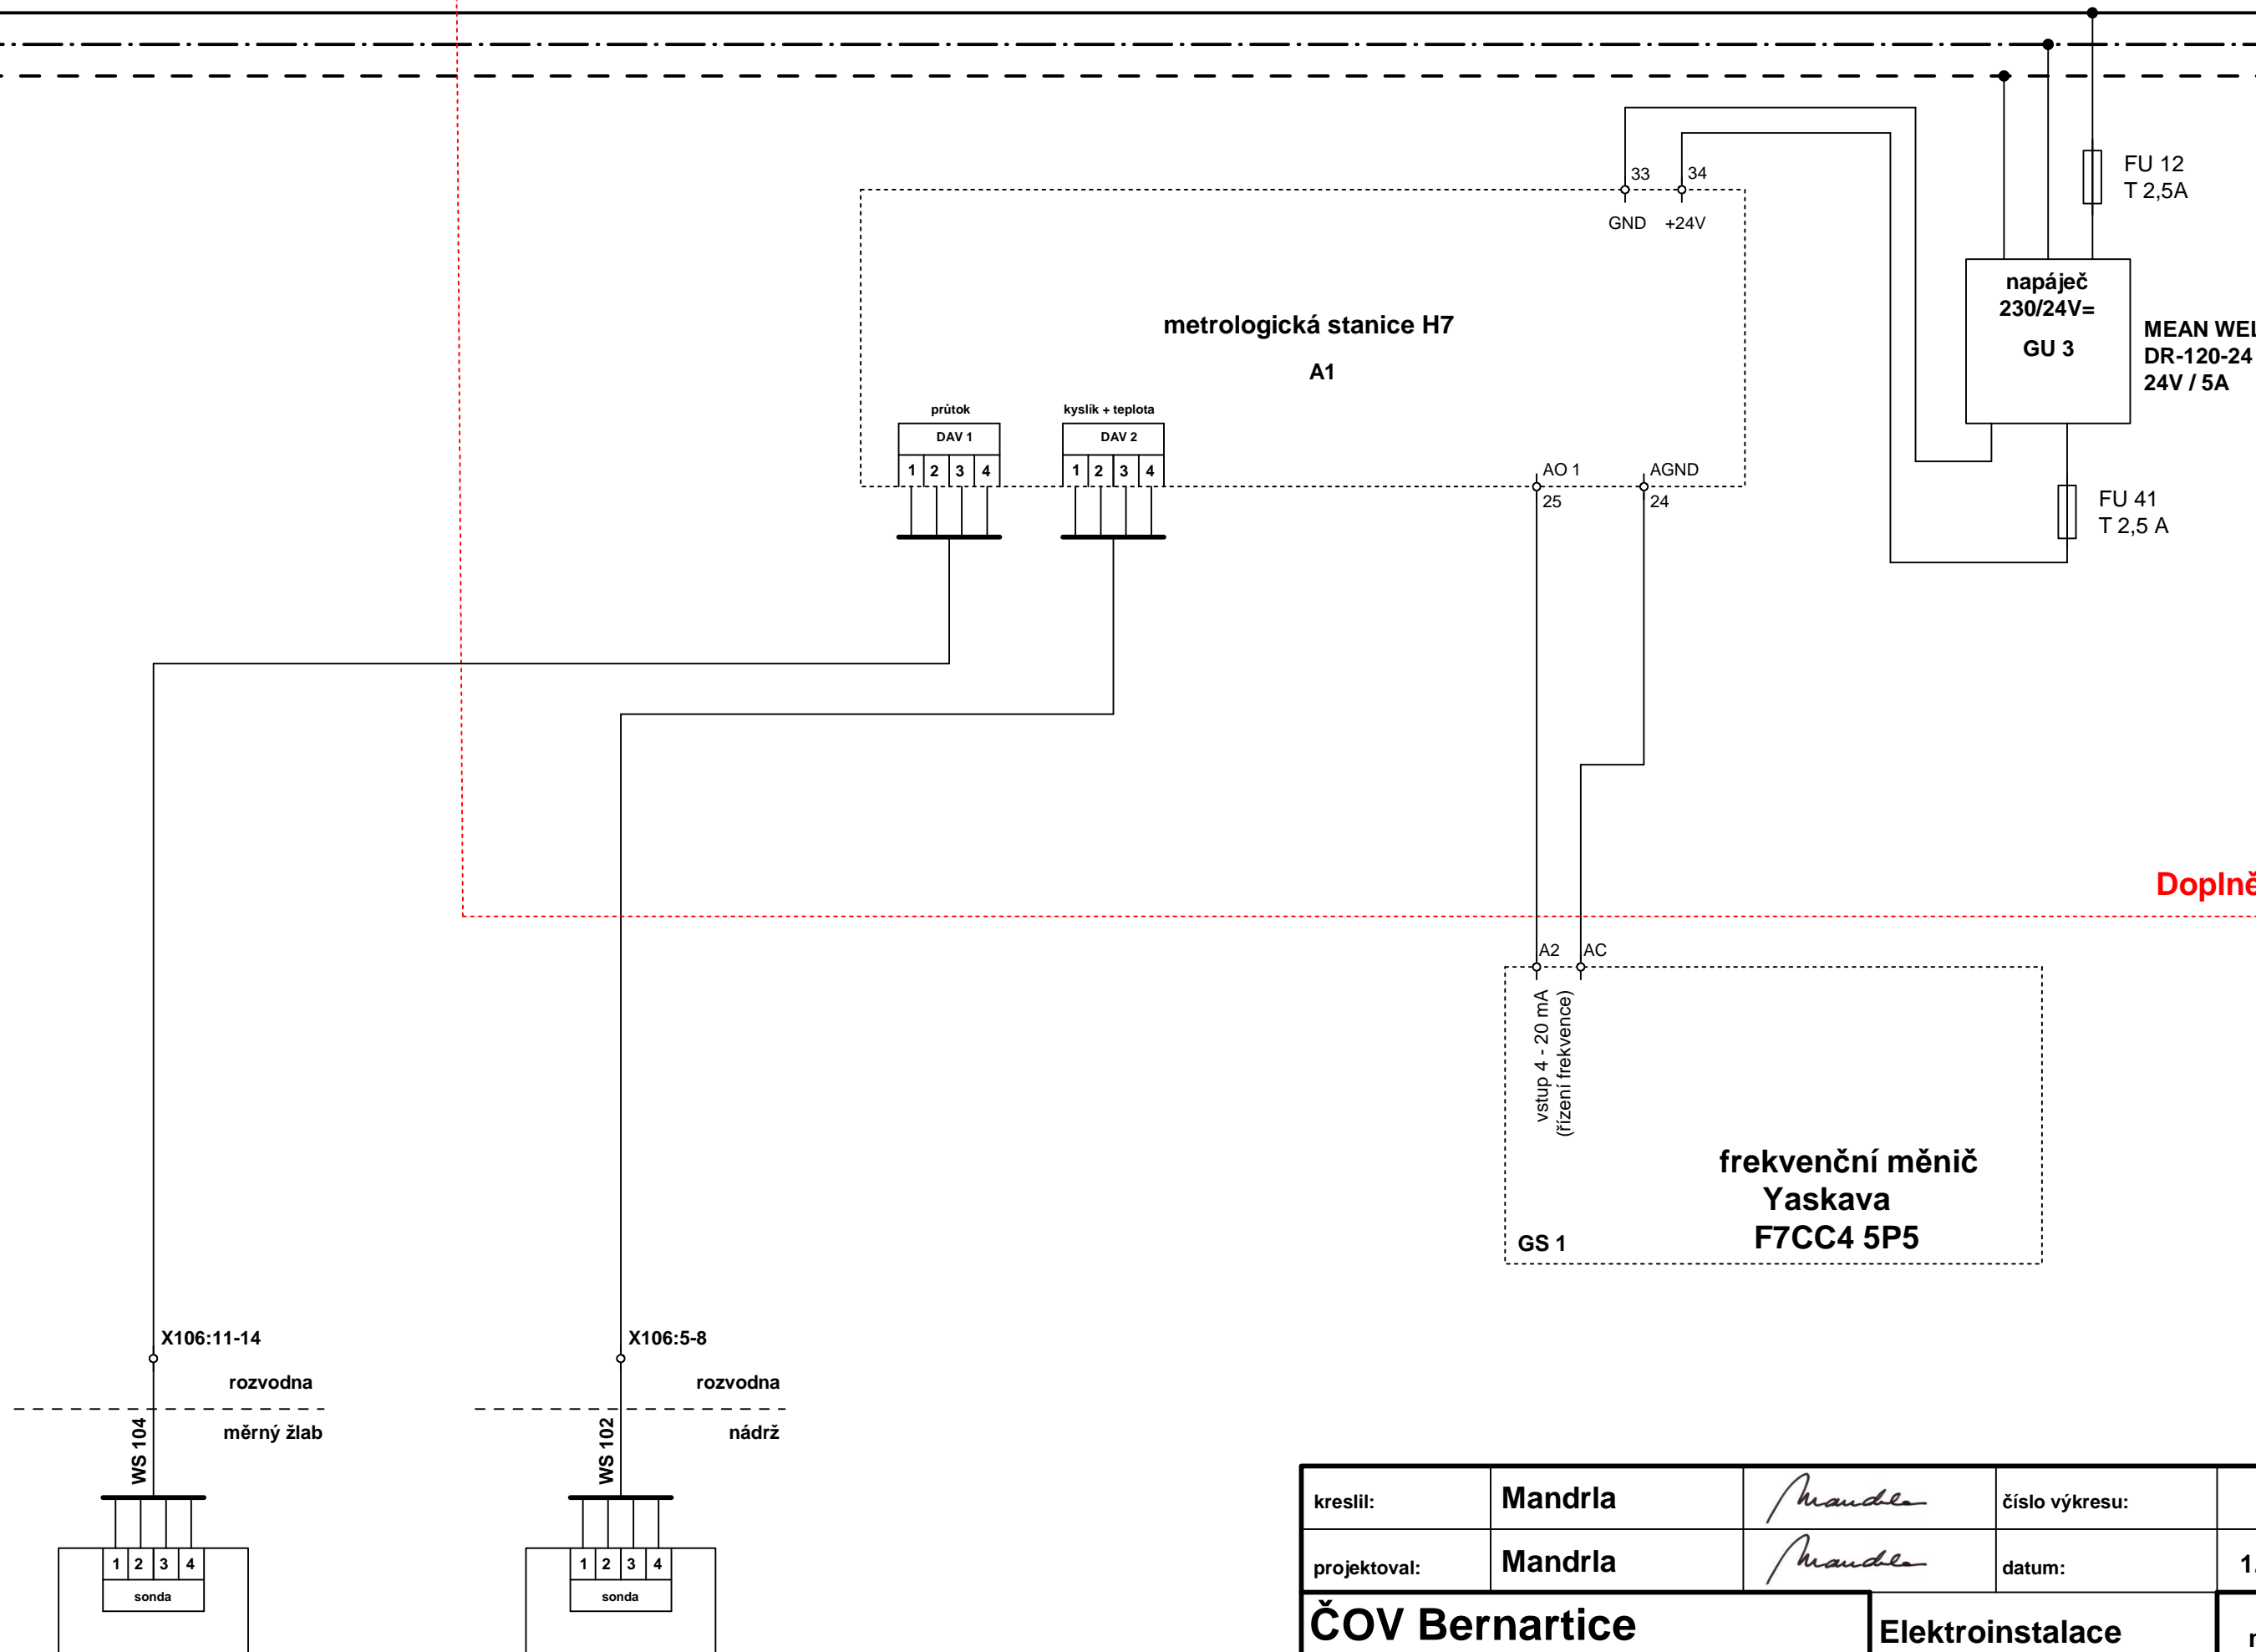 33
34
GND +24V
FU 12
T 2,5A
napáječ
230/24V=
GU 3
DR-120-24
24V / 5A
MEAN
metrologická stanice H7
A1
průtok
kyslík + teplota
DAV 1
DAV 2
1 2 3 4
1 2 3 4
AO 1
AGND
25
24
FU 41
T 2,5 A
A2 AC
vstup 4 - 20 mA
(řízení frekvence)
frekvenční měnič
Yaskava
F7CC4 5P5
GS 1
X106:11-14
X106:5-8
rozvodna
rozvodna
měrný žlab
nádrž
WS 104
WS 102
1 2 3 4
sonda
1 2 3 4
sonda
kreslil: Mandrla Mandrla číslo výkresu:
projektoval: Mandrla Mandrla datum:
ČOV Bernartice
Elektroinstalace